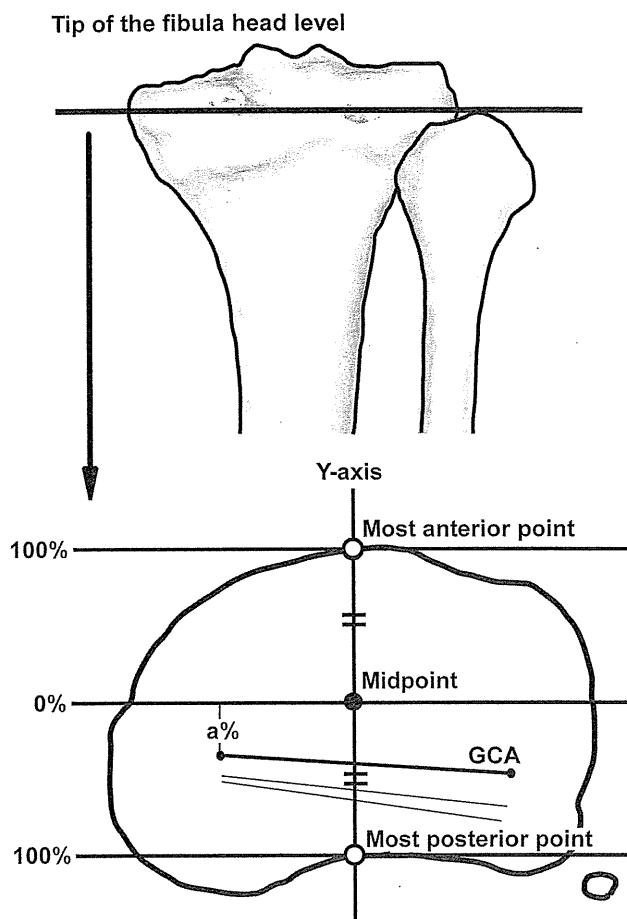 Tip of the fibula head level
Y-axis
100%
Most anterior point
0%
Midpoint
a%
GCA
Most posterior point
100%